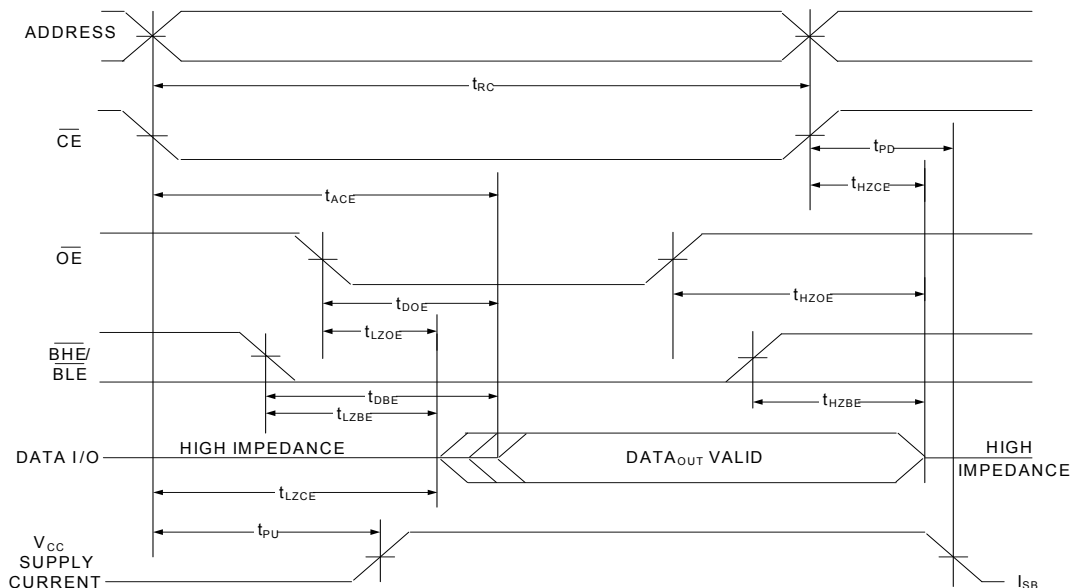 ADDRESS
tRC
CE
tPD
tHZCE
tACE
OE
tHZOE
tDOE
tLZOE
BHE/
BLE
tDBE
tHZBE
tLZBE
DATA I/O
HIGH IMPEDANCE
DATAOUT VALID
HIGH
IMPEDANCE
tLZCE
tPU
VCC
SUPPLY
CURRENT
ISB